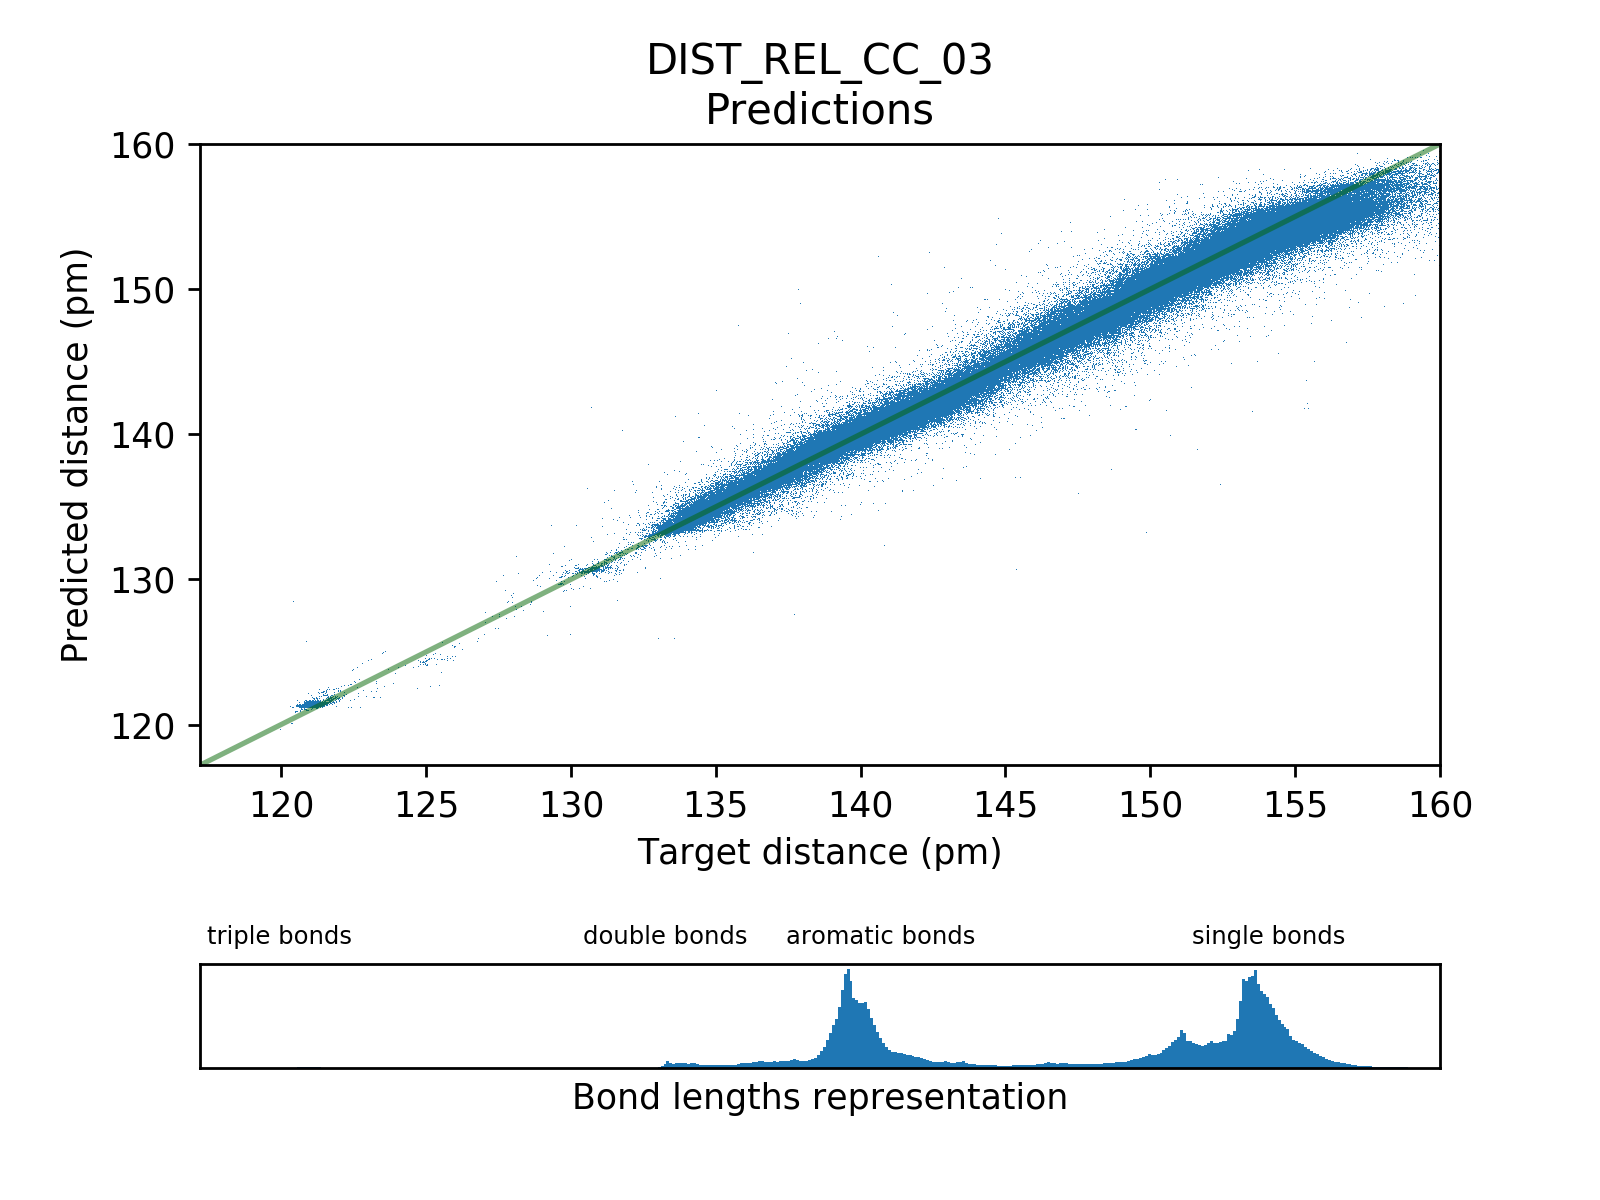 DIST_REL_CC_03
Predictions
160
150
140
130
120
Predicted distance (pm)
120 125 130 135 140 145 150 155 160
Target distance (pm)
triple bonds double bonds aromatic bonds single bonds
Bond lengths representation